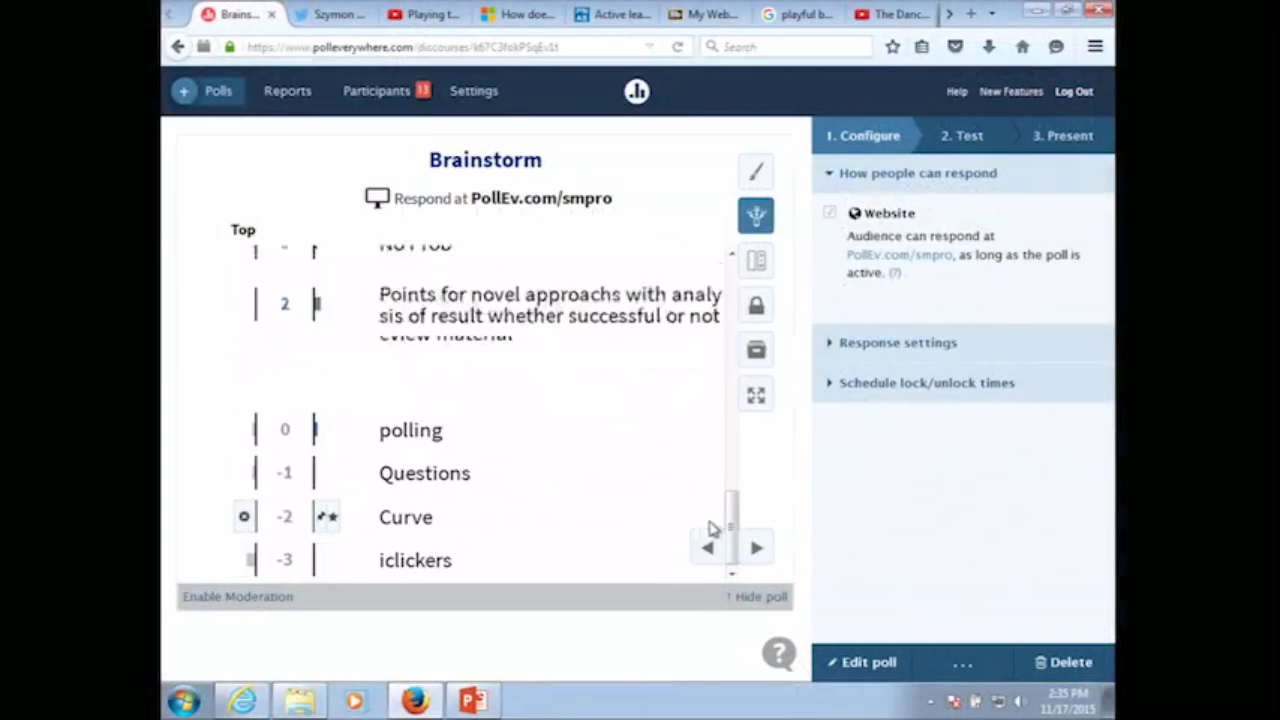 Brains...
Szymon ...
Playing t...
How doe...
Active lea...
My Web...
playful b...
The Danc...
https://www.polleverywhere.com/discourses/
Search
Polls
Reports
Participants 13
Settings
Help
New Features
Log Out
1. Configure
2. Test
3. Present
Brainstorm
Respond at PollEv.com/smpro
Top
2
Points for novel approachs with analy
sis of result whether successful or not
eview material
0 polling
-1 Questions
-2 Curve
-3 iclickers
Enable Moderation
↑ Hide poll
How people can respond
Website
Audience can respond at
PollEv.com/smpro, as long as the poll is
active. (?)
Response settings
Schedule lock/unlock times
?
Edit poll
...
Delete
2:35 PM
11/17/2015